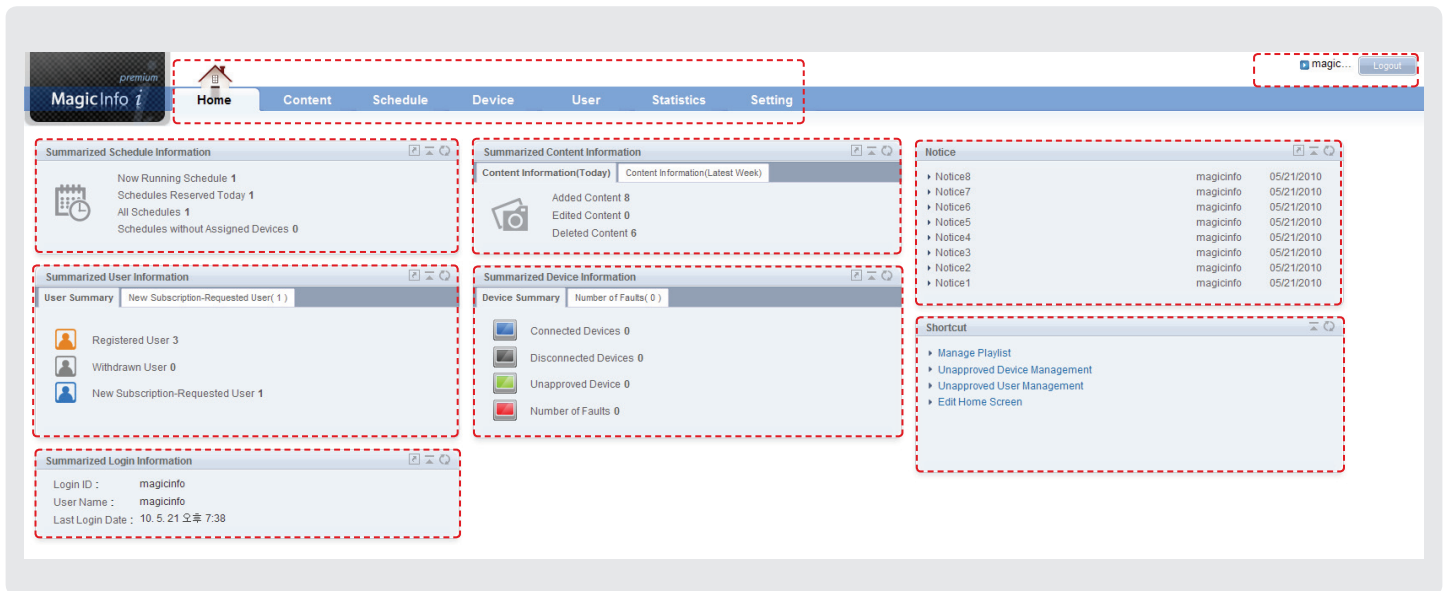 premium
MagicInfo i
Home Content Schedule Device User Statistics Setting
magic... Logout
Summarized Schedule Information
Now Running Schedule 1
Schedules Reserved Today 1
All Schedules 1
Schedules without Assigned Devices 0
Summarized Content Information
Content Information(Today) Content Information(Latest Week)
Added Content 8
Edited Content 0
Deleted Content 6
Notice
Notice8 magicinfo 05/21/2010
Notice7 magicinfo 05/21/2010
Notice6 magicinfo 05/21/2010
Notice5 magicinfo 05/21/2010
Notice4 magicinfo 05/21/2010
Notice3 magicinfo 05/21/2010
Notice2 magicinfo 05/21/2010
Notice1 magicinfo 05/21/2010
Summarized User Information
User Summary New Subscription-Requested User( 1 )
Registered User 3
Withdrawn User 0
New Subscription-Requested User 1
Summarized Device Information
Device Summary Number of Faults( 0 )
Connected Devices 0
Disconnected Devices 0
Unapproved Device 0
Number of Faults 0
Shortcut
Manage Playlist
Unapproved Device Management
Unapproved User Management
Edit Home Screen
Summarized Login Information
Login ID : magicinfo
User Name : magicinfo
Last Login Date : 10. 5. 21 오후 7:38